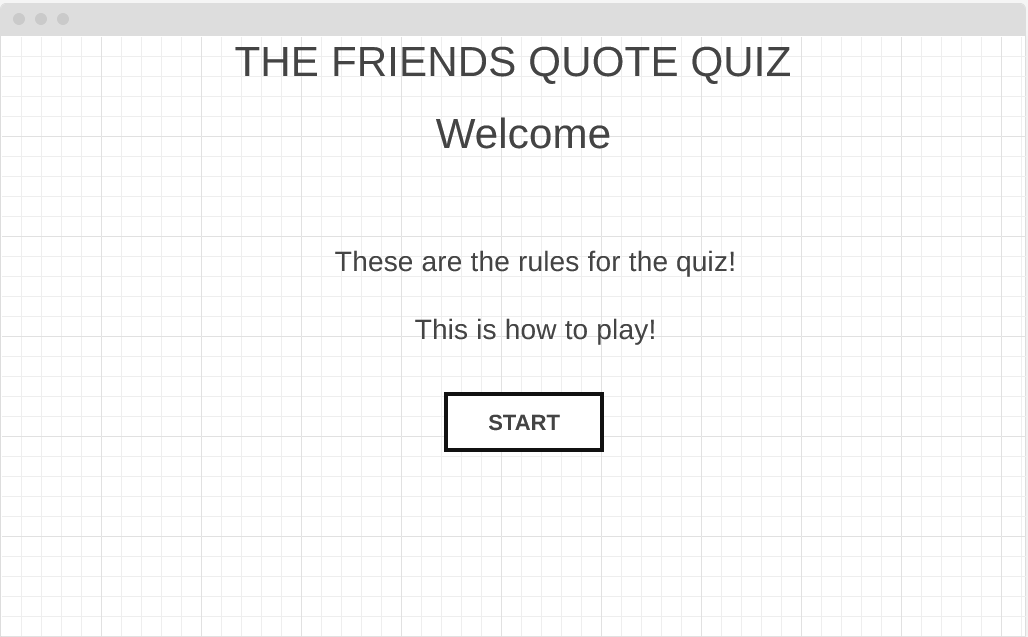 THE FRIENDS QUOTE QUIZ
Welcome
These are the rules for the quiz!
This is how to play!
START